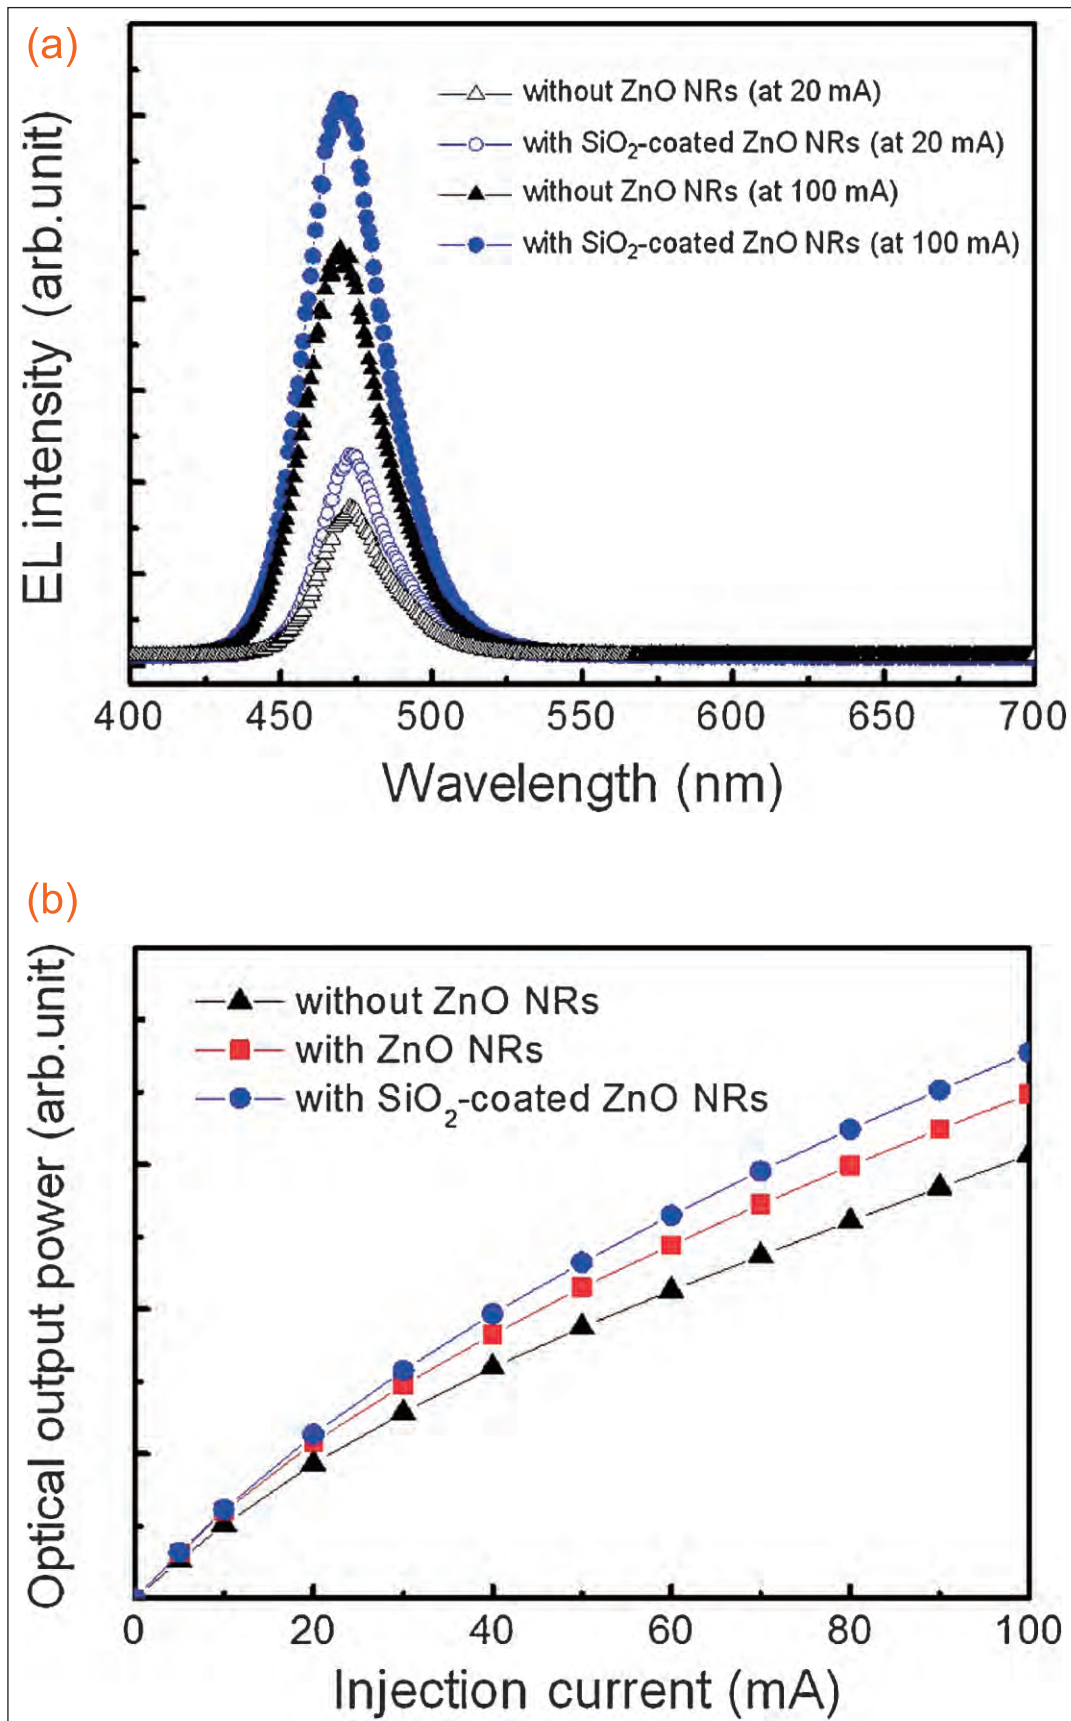 (a)
without ZnO NRs (at 20 mA)
with SiO₂-coated ZnO NRs (at 20 mA)
without ZnO NRs (at 100 mA)
with SiO₂-coated ZnO NRs (at 100 mA)
EL intensity (arb.unit)
400 450 500 550 600 650 700
Wavelength (nm)
(b)
without ZnO NRs
with ZnO NRs
with SiO₂-coated ZnO NRs
Optical output power (arb.unit)
0 20 40 60 80 100
Injection current (mA)